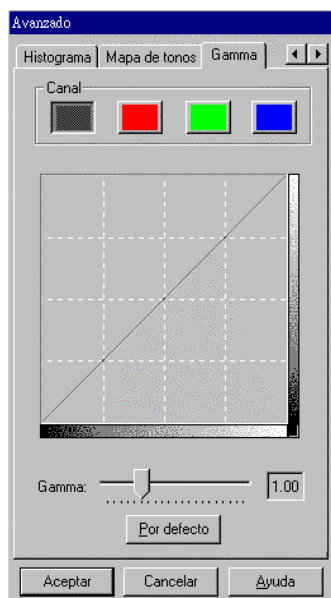 Avanzado
Histograma Mapa de tonos Gamma
Canal
Gamma: 1.00
Por defecto
Aceptar Cancelar Ayuda